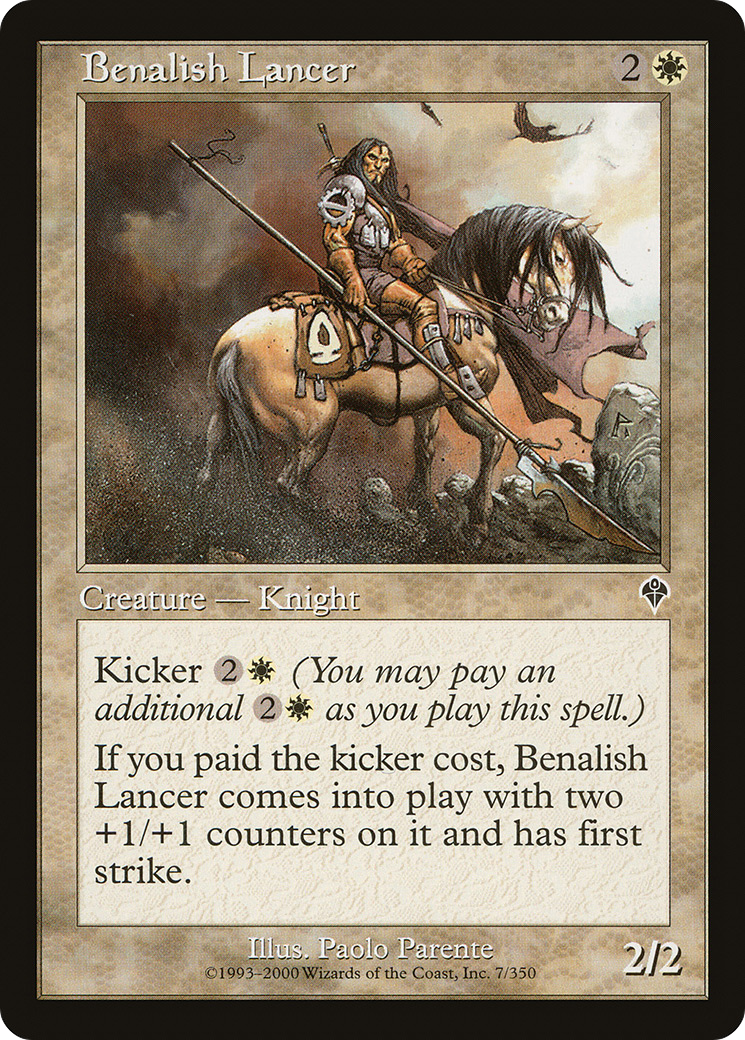 Benalish Lancer 2
Creature — Knight
Kicker 2 (You may pay an
additional 2 as you play this spell.)
If you paid the kicker cost, Benalish
Lancer comes into play with two
+1/+1 counters on it and has first
strike.
Illus. Paolo Parente
©1993–2000 Wizards of the Coast, Inc. 7/350
2/2